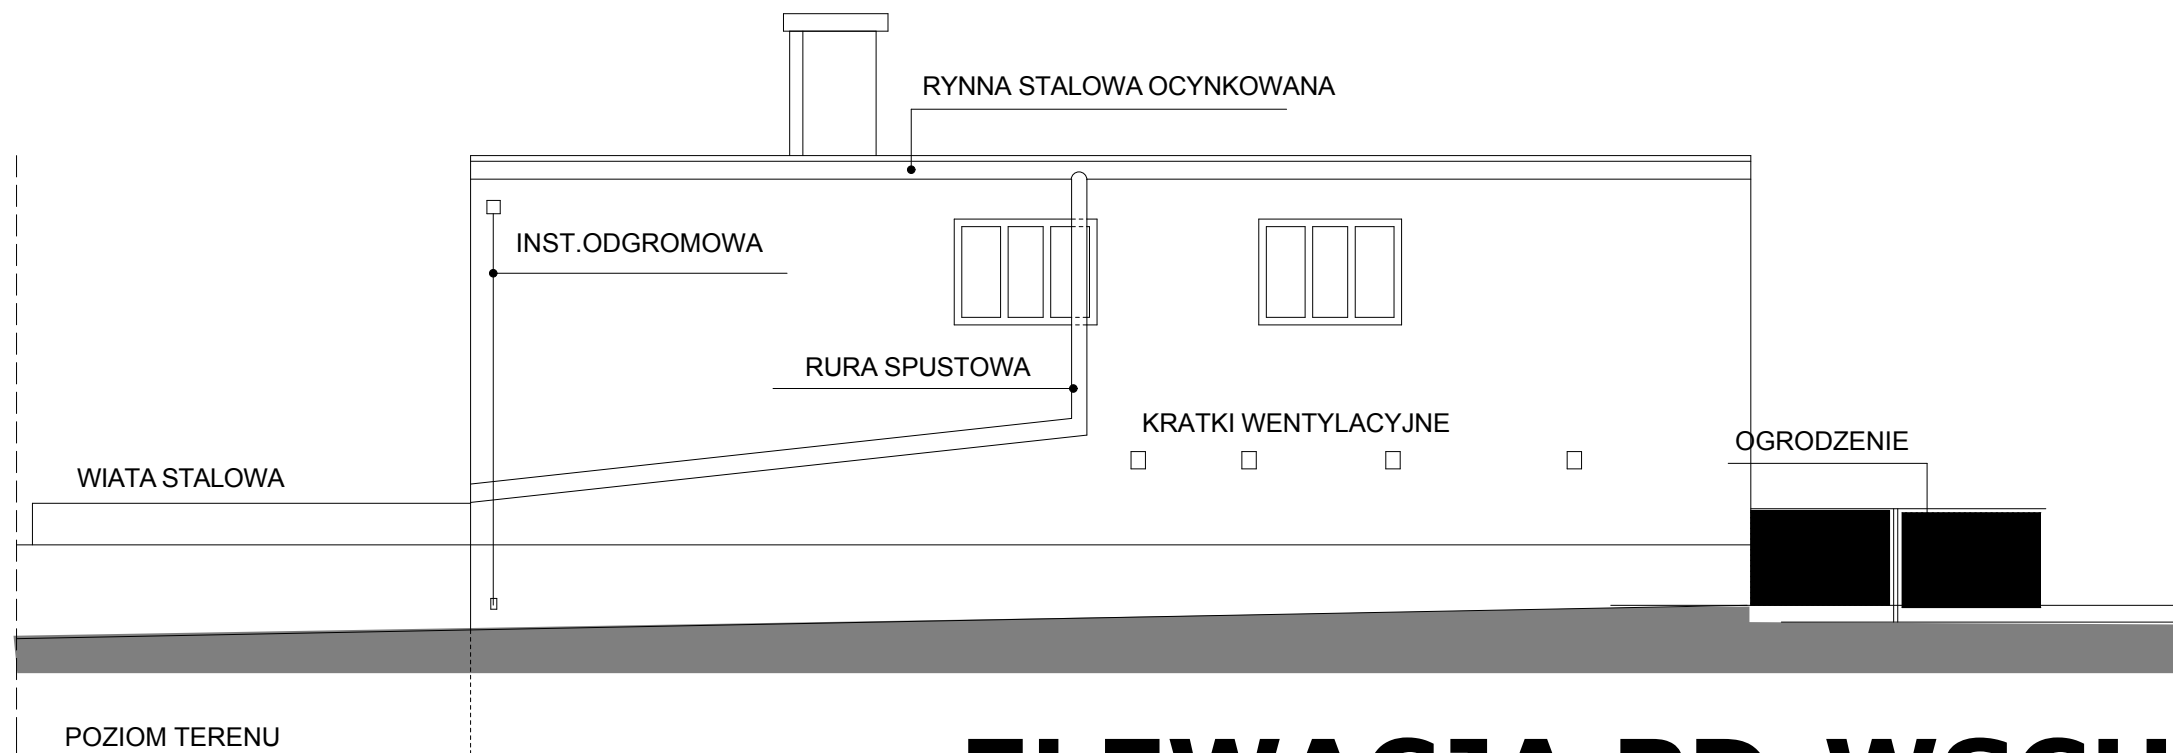 RYNNA STALOWA OCYNKOWANA
INST.ODGROMOWA
RURA SPUSTOWA
KRATKI WENTYLACYJNE
OGRODZENIE
WIATA STALOWA
POZIOM TERENU